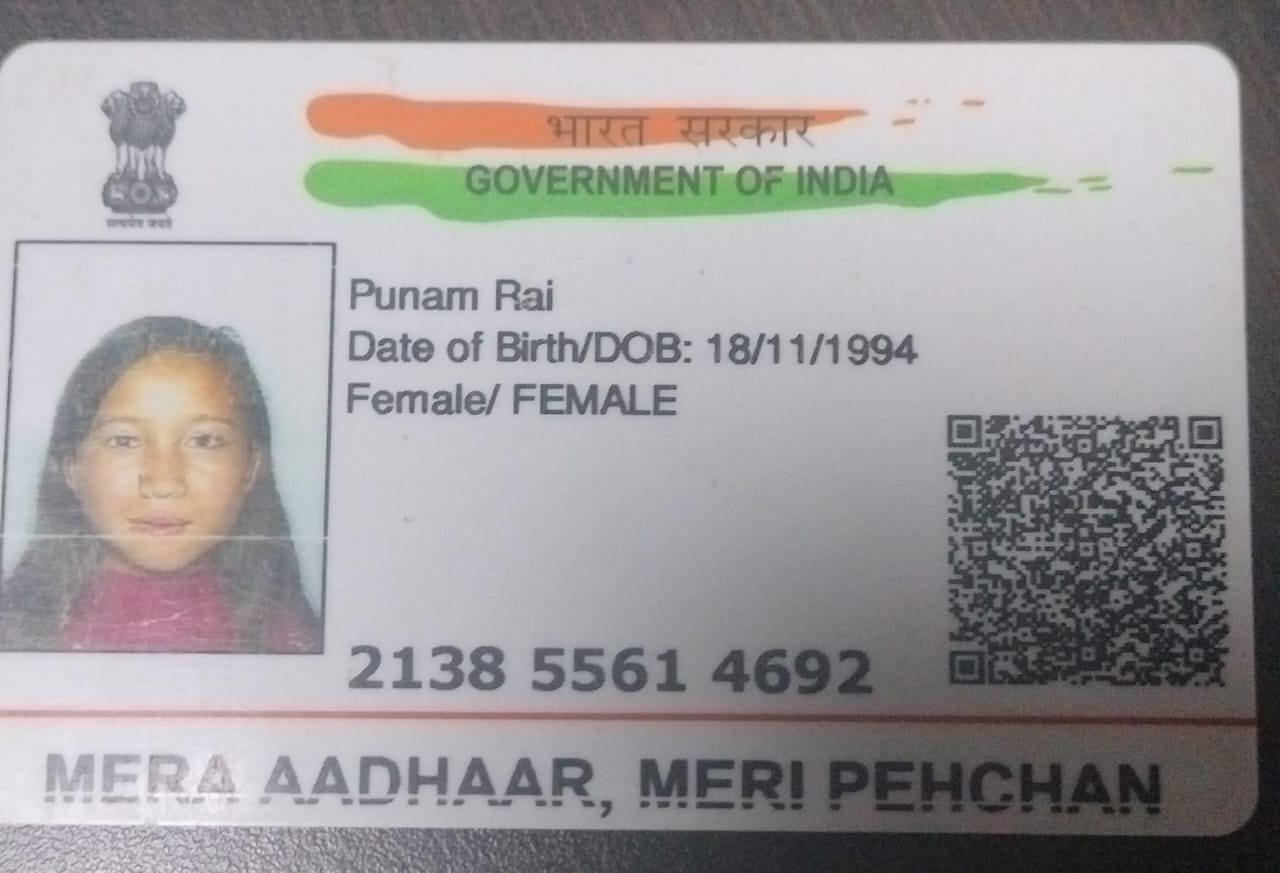 भारत सरकार
GOVERNMENT OF INDIA
सत्यमेव जयते
Punam Rai
Date of Birth/DOB: 18/11/1994
Female/ FEMALE
2138 5561 4692
MERA AADHAAR, MERI PEHCHAN